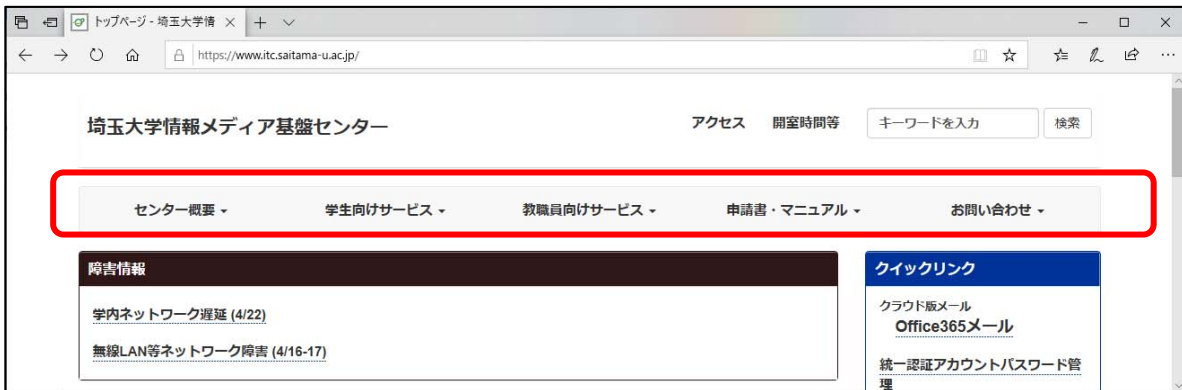 トップページ - 埼玉大学情
https://www.itc.saitama-u.ac.jp/
埼玉大学情報メディア基盤センター
アクセス 開室時間等 キーワードを入力 検索
センター概要 学生向けサービス 教職員向けサービス 申請書・マニュアル お問い合わせ
障害情報
学内ネットワーク遅延 (4/22)
無線LAN等ネットワーク障害 (4/16-17)
クイックリンク
クラウド版メール
Office365メール
統一認証アカウントパスワード管
理